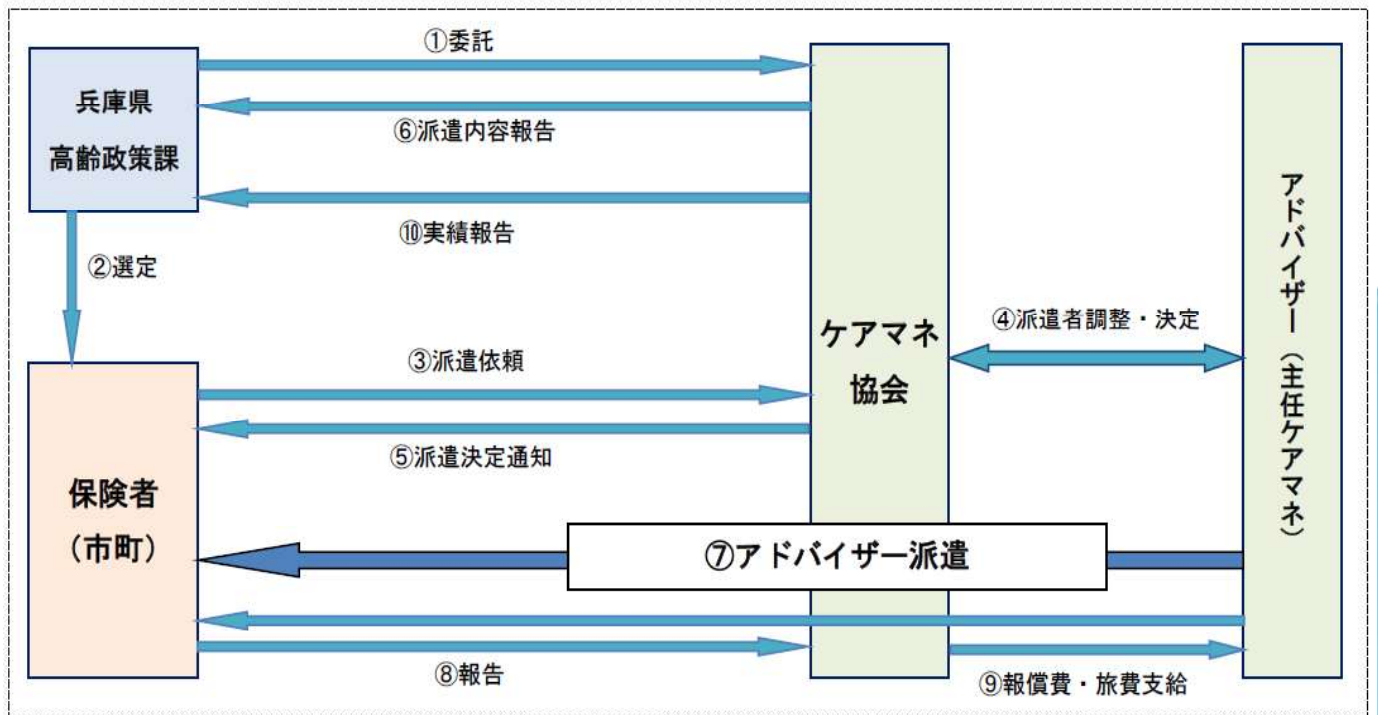 ①委託
兵庫県
高齢政策課
⑥派遣内容報告
⑩実績報告
②選定
アドバイザー（主任ケアマネ）
ケアマネ
協会
④派遣者調整・決定
③派遣依頼
⑤派遣決定通知
保険者
（市町）
⑦アドバイザー派遣
⑧報告
⑨報償費・旅費支給